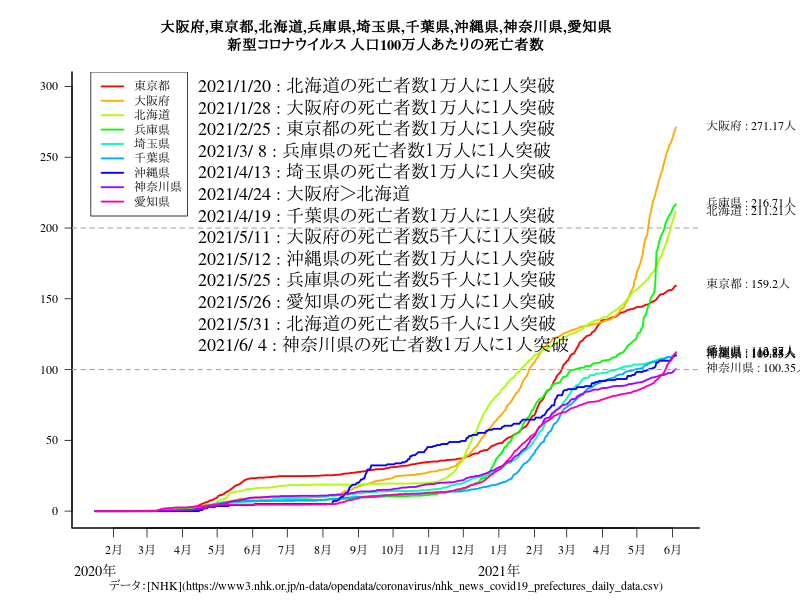 大阪府,東京都,北海道,兵庫県,埼玉県,千葉県,沖縄県,神奈川県,愛知県
新型コロナウイルス 人口100万人あたりの死亡者数
300
250
200
150
100
50
0
東京都
大阪府
北海道
兵庫県
埼玉県
千葉県
沖縄県
神奈川県
愛知県
2021/1/20 : 北海道の死亡者数1万人に1人突破
2021/1/28 : 大阪府の死亡者数1万人に1人突破
2021/2/25 : 東京都の死亡者数1万人に1人突破
2021/3/ 8 : 兵庫県の死亡者数1万人に1人突破
2021/4/13 : 埼玉県の死亡者数1万人に1人突破
2021/4/24 : 大阪府＞北海道
2021/4/19 : 千葉県の死亡者数1万人に1人突破
2021/5/11 : 大阪府の死亡者数5千人に1人突破
2021/5/12 : 沖縄県の死亡者数1万人に1人突破
2021/5/25 : 兵庫県の死亡者数5千人に1人突破
2021/5/26 : 愛知県の死亡者数1万人に1人突破
2021/5/31 : 北海道の死亡者数5千人に1人突破
2021/6/ 4 : 神奈川県の死亡者数1万人に1人突破
大阪府 : 271.17人
兵庫県 : 216.71人
北海道 : 211.21人
東京都 : 159.2人
神奈川県 : 100.35人
2月 3月 4月 5月 6月 7月 8月 9月 10月 11月 12月 1月 2月 3月 4月 5月 6月
2020年 2021年
データ：[NHK](https://www3.nhk.or.jp/n-data/opendata/coronavirus/nhk_news_covid19_prefectures_daily_data.csv)